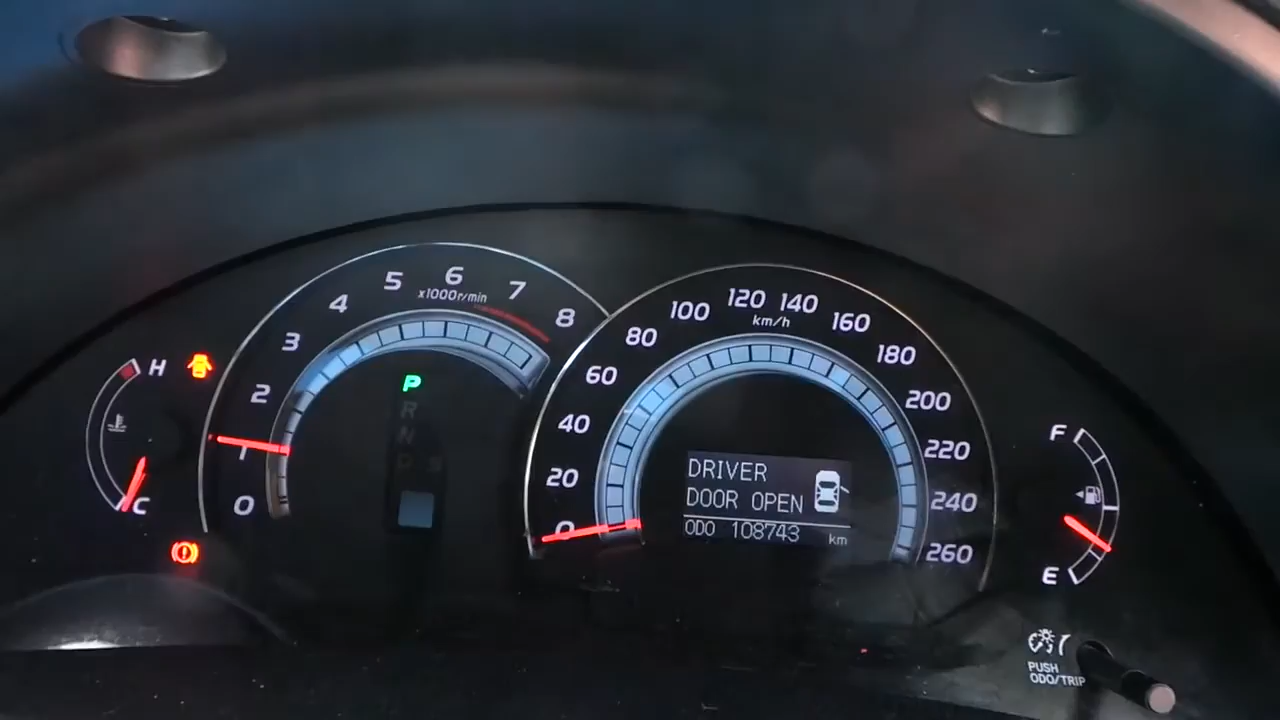 H
C
0
1
2
3
4
5
6
7
8
x1000r/min
P
R
N
D
S
0
20
40
60
80
100
120
140
160
180
200
220
240
260
km/h
DRIVER
DOOR OPEN
ODO 108743 km
F
E
PUSH
ODO/TRIP